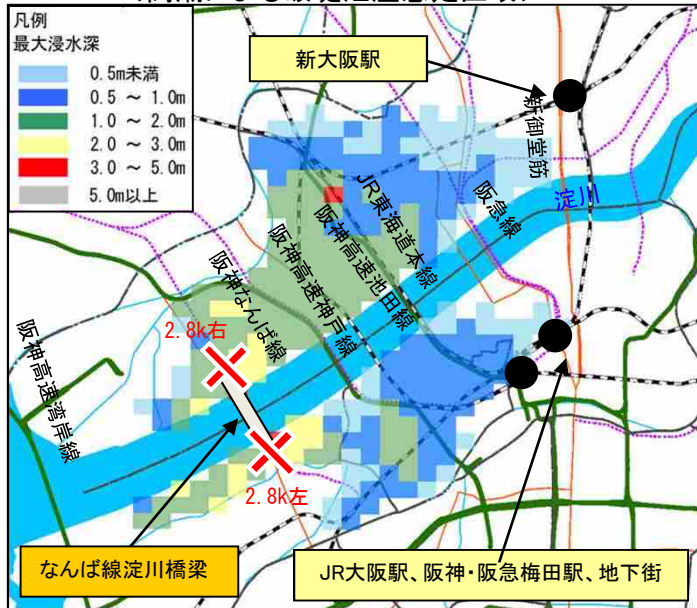 凡例
最大浸水深
0.5m未満
0.5 ～ 1.0m
1.0 ～ 2.0m
2.0 ～ 3.0m
3.0 ～ 5.0m
5.0m以上
新大阪駅
新御堂筋
淀川
阪急線
JR東海道本線
阪神高速池田線
阪神高速神戸線
阪神なんば線
2.8k右
阪神高速湾岸線
2.8k左
なんば線淀川橋梁
JR大阪駅、阪神・阪急梅田駅、地下街